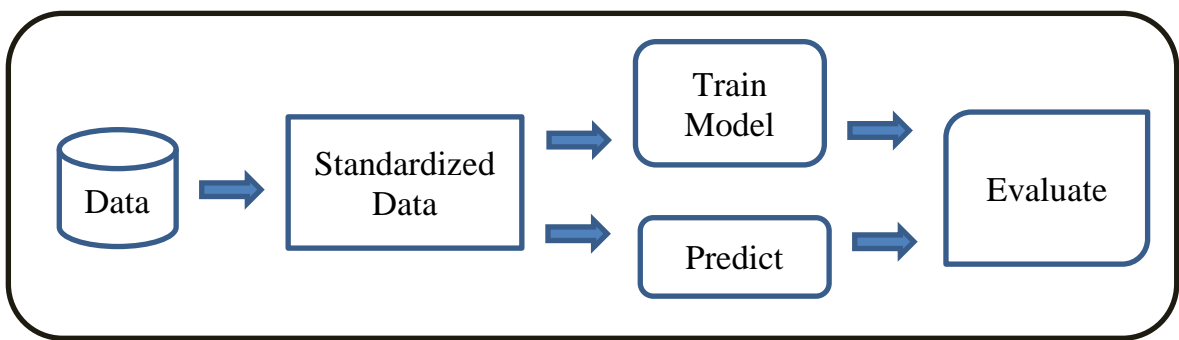 Data
Standardized
Data
Train
Model
Predict
Evaluate